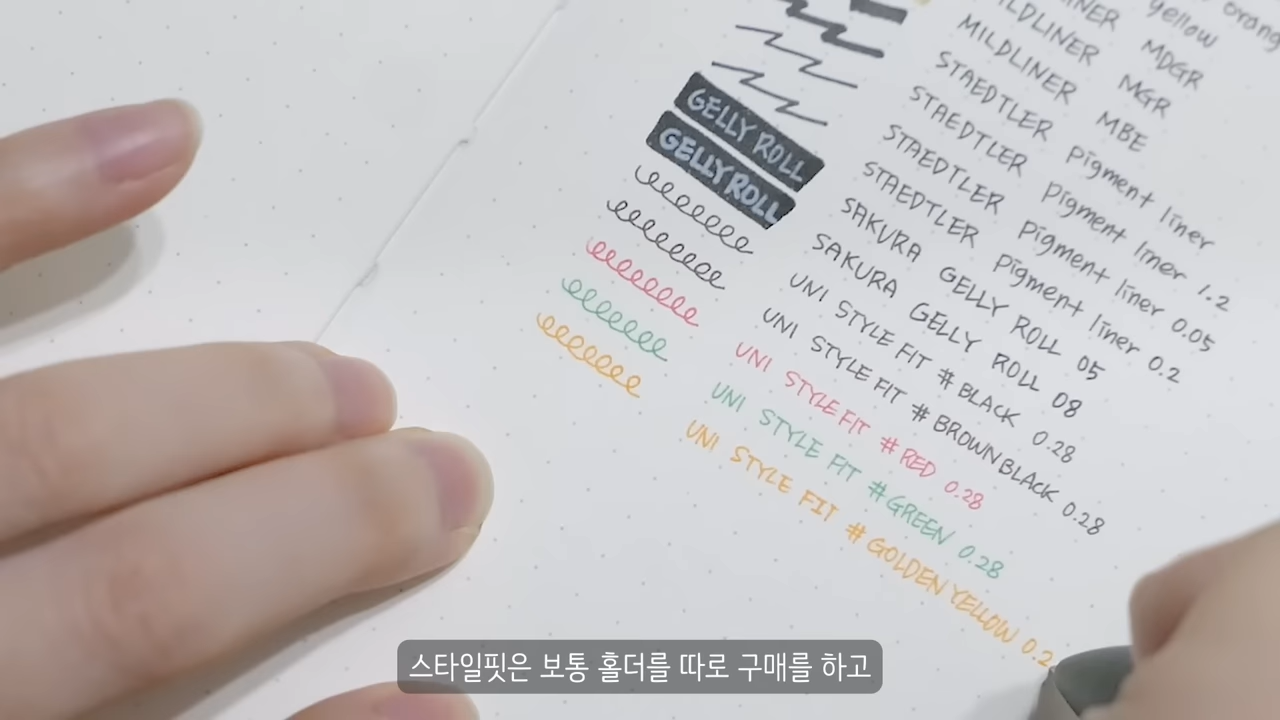 yellow
MDGR
MILDLINER MGR
MILDLINER MBE
STAEDTLER Pigment liner
STAEDTLER Pigment liner 1.2
STAEDTLER Pigment liner 0.05
STAEDTLER Pigment liner 0.2
GELLY ROLL SAKURA GELLY ROLL 05
GELLY ROLL SAKURA GELLY ROLL 08
UNI STYLE FIT # BLACK 0.28
UNI STYLE FIT # BROWN BLACK 0.28
UNI STYLE FIT # RED 0.28
UNI STYLE FIT # GREEN 0.28
UNI STYLE FIT # GOLDEN YELLOW 0.2
스타일핏은 보통 홀더를 따로 구매를 하고